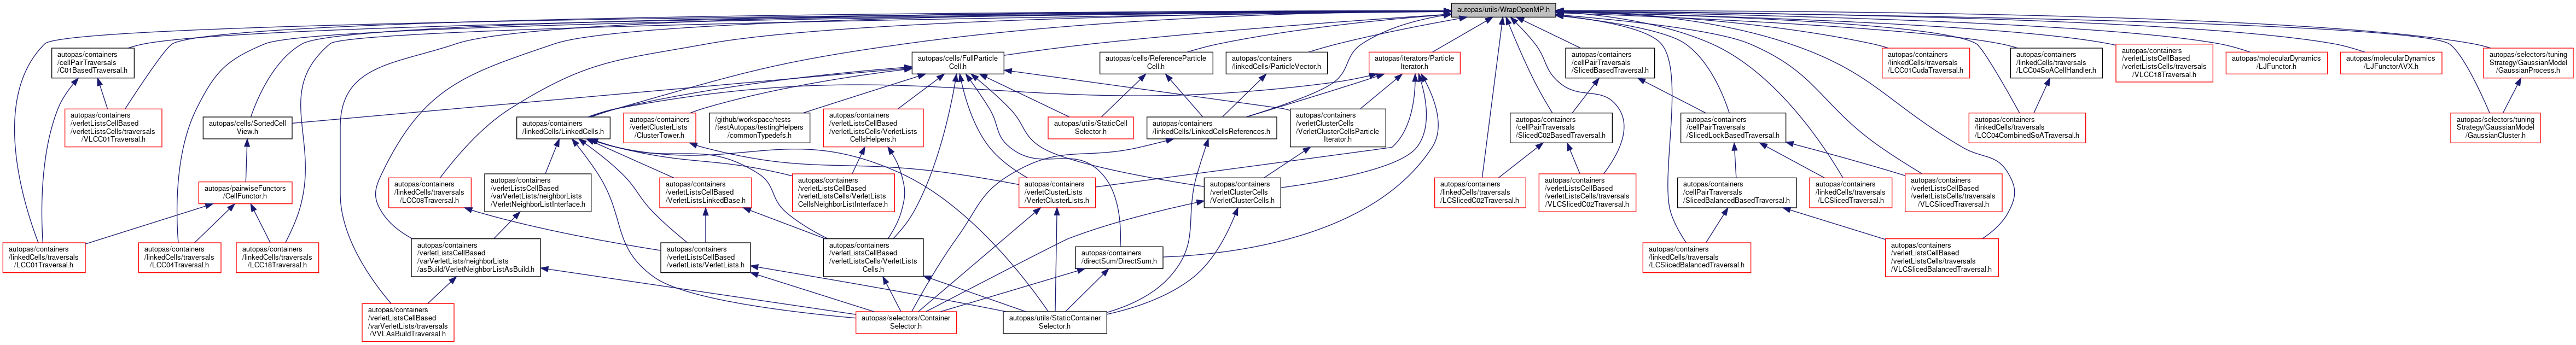 autopas/utils/WrapOpenMP.h
autopas/containers
/cellPairTraversals
/C01BasedTraversal.h
autopas/cells/FullParticle
Cell.h
autopas/cells/ReferenceParticle
Cell.h
autopas/containers
/linkedCells/ParticleVector.h
autopas/iterators/Particle
Iterator.h
autopas/containers
/cellPairTraversals
/SlicedBasedTraversal.h
autopas/containers
/linkedCells/traversals
/LCC01CudaTraversal.h
autopas/containers
/linkedCells/traversals
/LCC04SoACellHandler.h
autopas/containers
/verletListsCellBased
/verletListsCells/traversals
/VLCC18Traversal.h
autopas/molecularDynamics
/LJFunctor.h
autopas/molecularDynamics
/LJFunctorAVX.h
autopas/selectors/tuning
Strategy/GaussianModel
/GaussianProcess.h
autopas/containers
/verletListsCellBased
/verletListsCells/traversals
/VLCC01Traversal.h
autopas/cells/SortedCell
View.h
autopas/containers
/linkedCells/LinkedCells.h
autopas/containers
/verletClusterLists
/ClusterTower.h
/github/workspace/tests
/testAutopas/testingHelpers
/commonTypedefs.h
autopas/containers
/verletListsCellBased
/verletListsCells/VerletLists
CellsHelpers.h
autopas/utils/StaticCell
Selector.h
autopas/containers
/linkedCells/LinkedCellsReferences.h
autopas/containers
/verletClusterCells
/VerletClusterCellsParticle
Iterator.h
autopas/containers
/cellPairTraversals
/SlicedC02BasedTraversal.h
autopas/containers
/cellPairTraversals
/SlicedLockBasedTraversal.h
autopas/containers
/linkedCells/traversals
/LCC04CombinedSoATraversal.h
autopas/selectors/tuning
Strategy/GaussianModel
/GaussianCluster.h
autopas/pairwiseFunctors
/CellFunctor.h
autopas/containers
/linkedCells/traversals
/LCC08Traversal.h
autopas/containers
/verletListsCellBased
/varVerletLists/neighborLists
/VerletNeighborListInterface.h
autopas/containers
/verletListsCellBased
/VerletListsLinkedBase.h
autopas/containers
/verletListsCellBased
/verletListsCells/VerletLists
CellsNeighborListInterface.h
autopas/containers
/verletClusterLists
/VerletClusterLists.h
autopas/containers
/verletClusterCells
/VerletClusterCells.h
autopas/containers
/linkedCells/traversals
/LCSlicedC02Traversal.h
autopas/containers
/verletListsCellBased
/verletListsCells/traversals
/VLCSlicedC02Traversal.h
autopas/containers
/cellPairTraversals
/SlicedBalancedBasedTraversal.h
autopas/containers
/linkedCells/traversals
/LCSlicedTraversal.h
autopas/containers
/verletListsCellBased
/verletListsCells/traversals
/VLCSlicedTraversal.h
autopas/containers
/linkedCells/traversals
/LCC01Traversal.h
autopas/containers
/linkedCells/traversals
/LCC04Traversal.h
autopas/containers
/linkedCells/traversals
/LCC18Traversal.h
autopas/containers
/verletListsCellBased
/varVerletLists/neighborLists
/asBuild/VerletNeighborListAsBuild.h
autopas/containers
/verletListsCellBased
/verletLists/VerletLists.h
autopas/containers
/verletListsCellBased
/verletListsCells/VerletLists
Cells.h
autopas/containers
/directSum/DirectSum.h
autopas/containers
/linkedCells/traversals
/LCSlicedBalancedTraversal.h
autopas/containers
/verletListsCellBased
/verletListsCells/traversals
/VLCSlicedBalancedTraversal.h
autopas/containers
/verletListsCellBased
/varVerletLists/traversals
/VVLAsBuildTraversal.h
autopas/selectors/Container
Selector.h
autopas/utils/StaticContainer
Selector.h